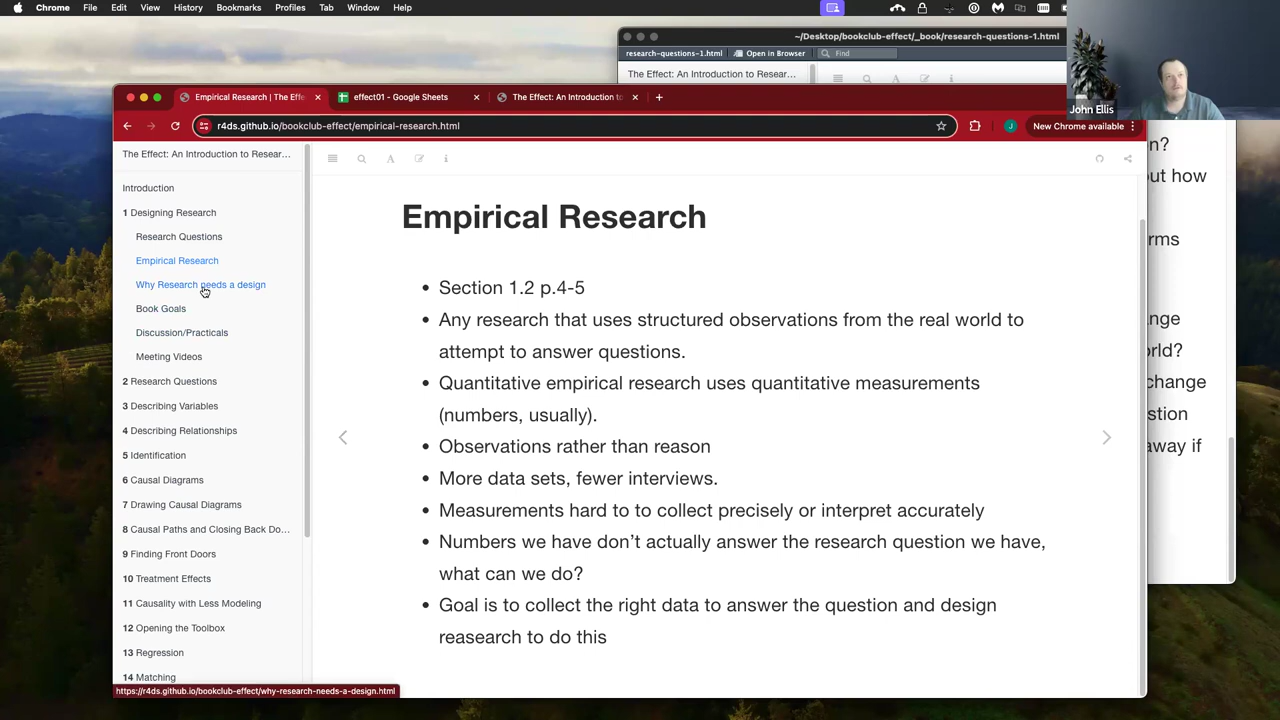 Chrome File Edit View History Bookmarks Profiles Tab Window Help
~/Desktop/bookclub-effect/_book/research-questions-1.html
research-questions-1.html Open in Browser Find
The Effect: An Introduction to Resear...
John Ellis
Empirical Research | The Effe
effect01 - Google Sheets
The Effect: An Introduction to
r4ds.github.io/bookclub-effect/empirical-research.html
J
New Chrome available
The Effect: An Introduction to Resear...
Introduction
1 Designing Research
Research Questions
Empirical Research
Why Research needs a design
Book Goals
Discussion/Practicals
Meeting Videos
2 Research Questions
3 Describing Variables
4 Describing Relationships
5 Identification
6 Causal Diagrams
7 Drawing Causal Diagrams
8 Causal Paths and Closing Back Do...
9 Finding Front Doors
10 Treatment Effects
11 Causality with Less Modeling
12 Opening the Toolbox
13 Regression
14 Matching
https://r4ds.github.io/bookclub-effect/why-research-needs-a-design.html
Empirical Research
• Section 1.2 p.4-5
• Any research that uses structured observations from the real world to
attempt to answer questions.
• Quantitative empirical research uses quantitative measurements
(numbers, usually).
• Observations rather than reason
• More data sets, fewer interviews.
• Measurements hard to to collect precisely or interpret accurately
• Numbers we have don't actually answer the research question we have,
what can we do?
• Goal is to collect the right data to answer the question and design
reasearch to do this
out how
change
away if